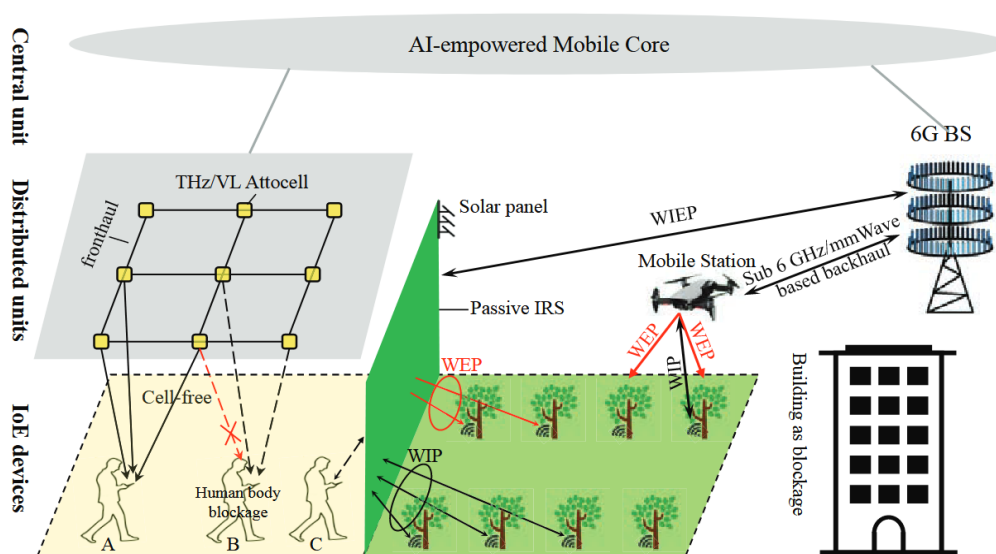 AI-empowered Mobile Core
Central unit
6G BS
THz/VL Attocell
Distributed units
fronthaul
Solar panel
WIEP
Mobile Station
Sub 6 GHz/mmWave
based backhaul
Passive IRS
WEP
WEP
WIP
WEP
Cell-free
Building as blockage
IoE devices
WIP
Human body
blockage
A
B
C